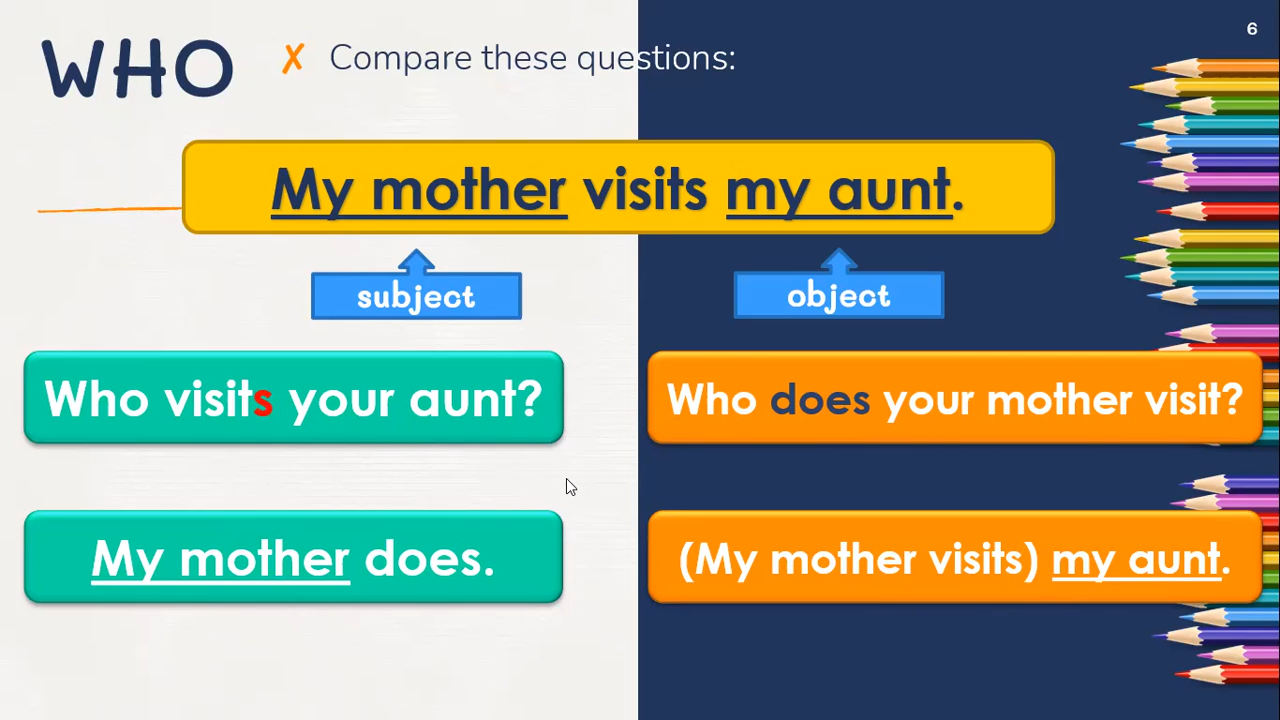 6
WHO
✗ Compare these questions:
My mother visits my aunt.
subject
object
Who visits your aunt?
Who does your mother visit?
My mother does.
(My mother visits) my aunt.